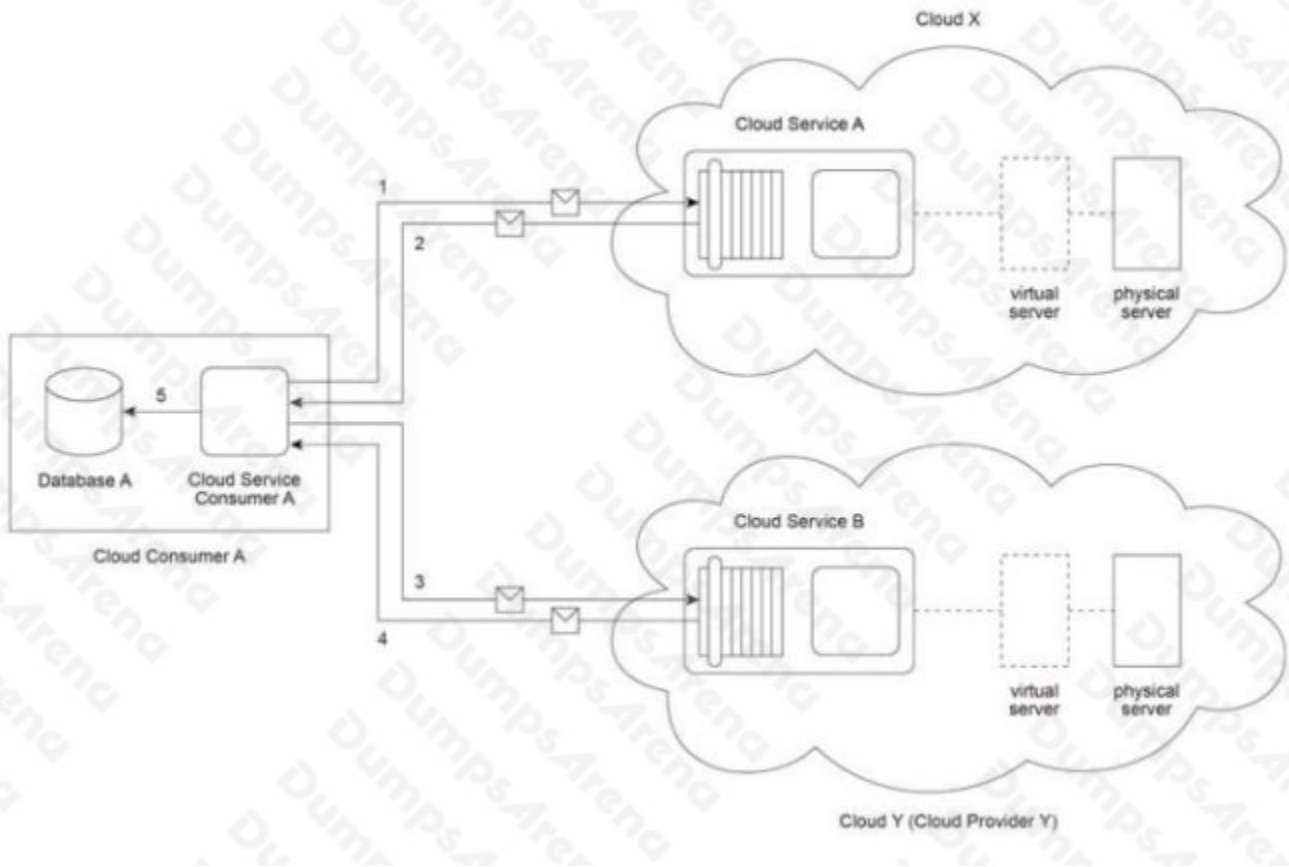 Cloud X
Cloud Service A
1
2
virtual
server
physical
server
5
Database A
Cloud Service
Consumer A
Cloud Consumer A
Cloud Service B
3
4
virtual
server
physical
server
Cloud Y (Cloud Provider Y)
DumpsArena